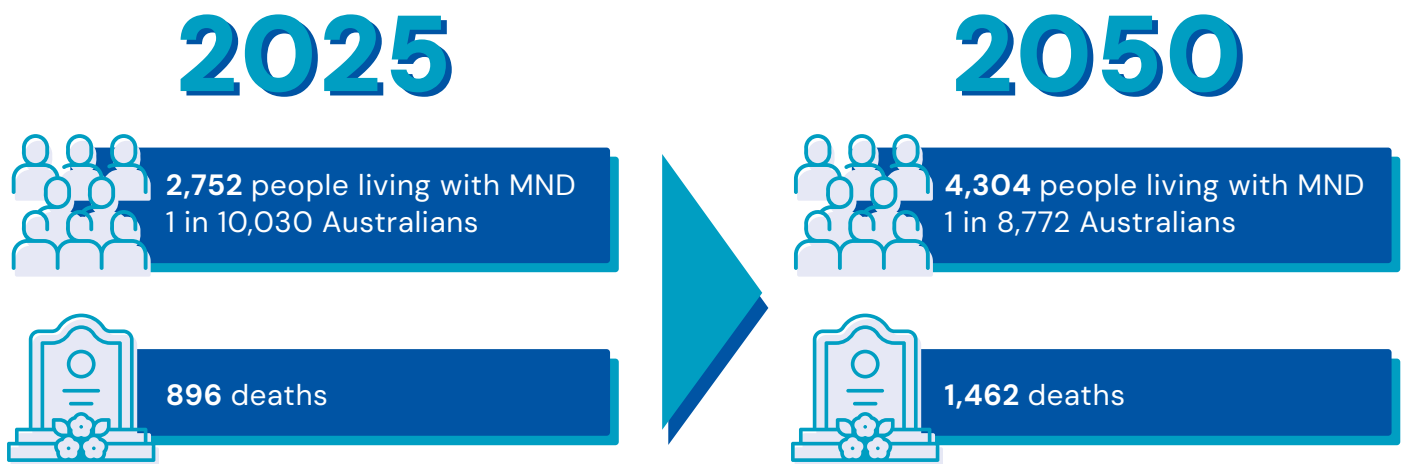 2025
2,752 people living with MND
1 in 10,030 Australians
896 deaths
2050
4,304 people living with MND
1 in 8,772 Australians
1,462 deaths